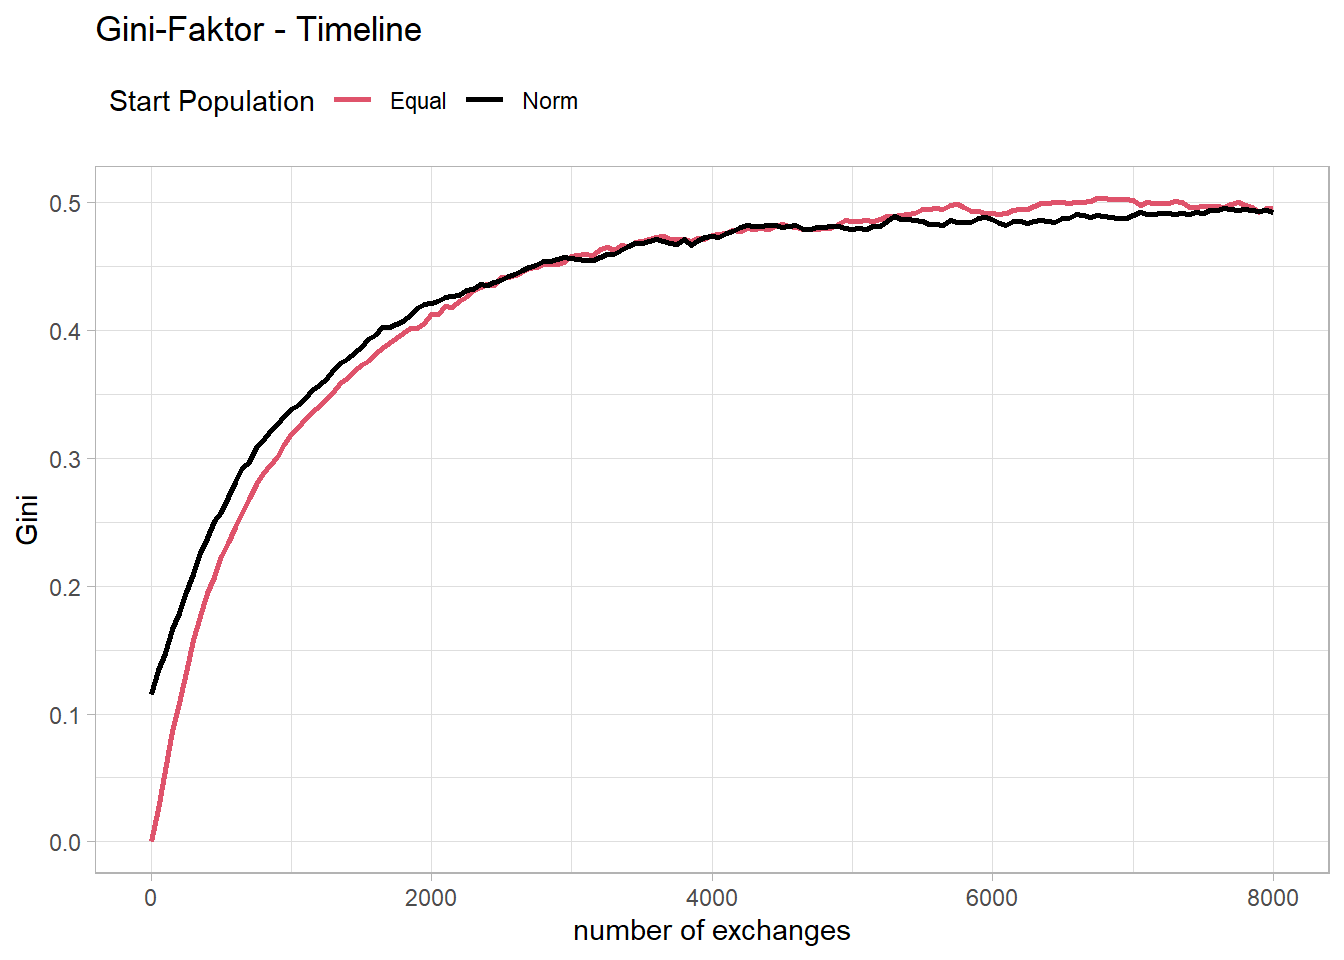 Gini-Faktor - Timeline
Start Population Equal Norm
0.5
0.4
0.3
0.2
0.1
0.0
Gini
0 2000 4000 6000 8000
number of exchanges